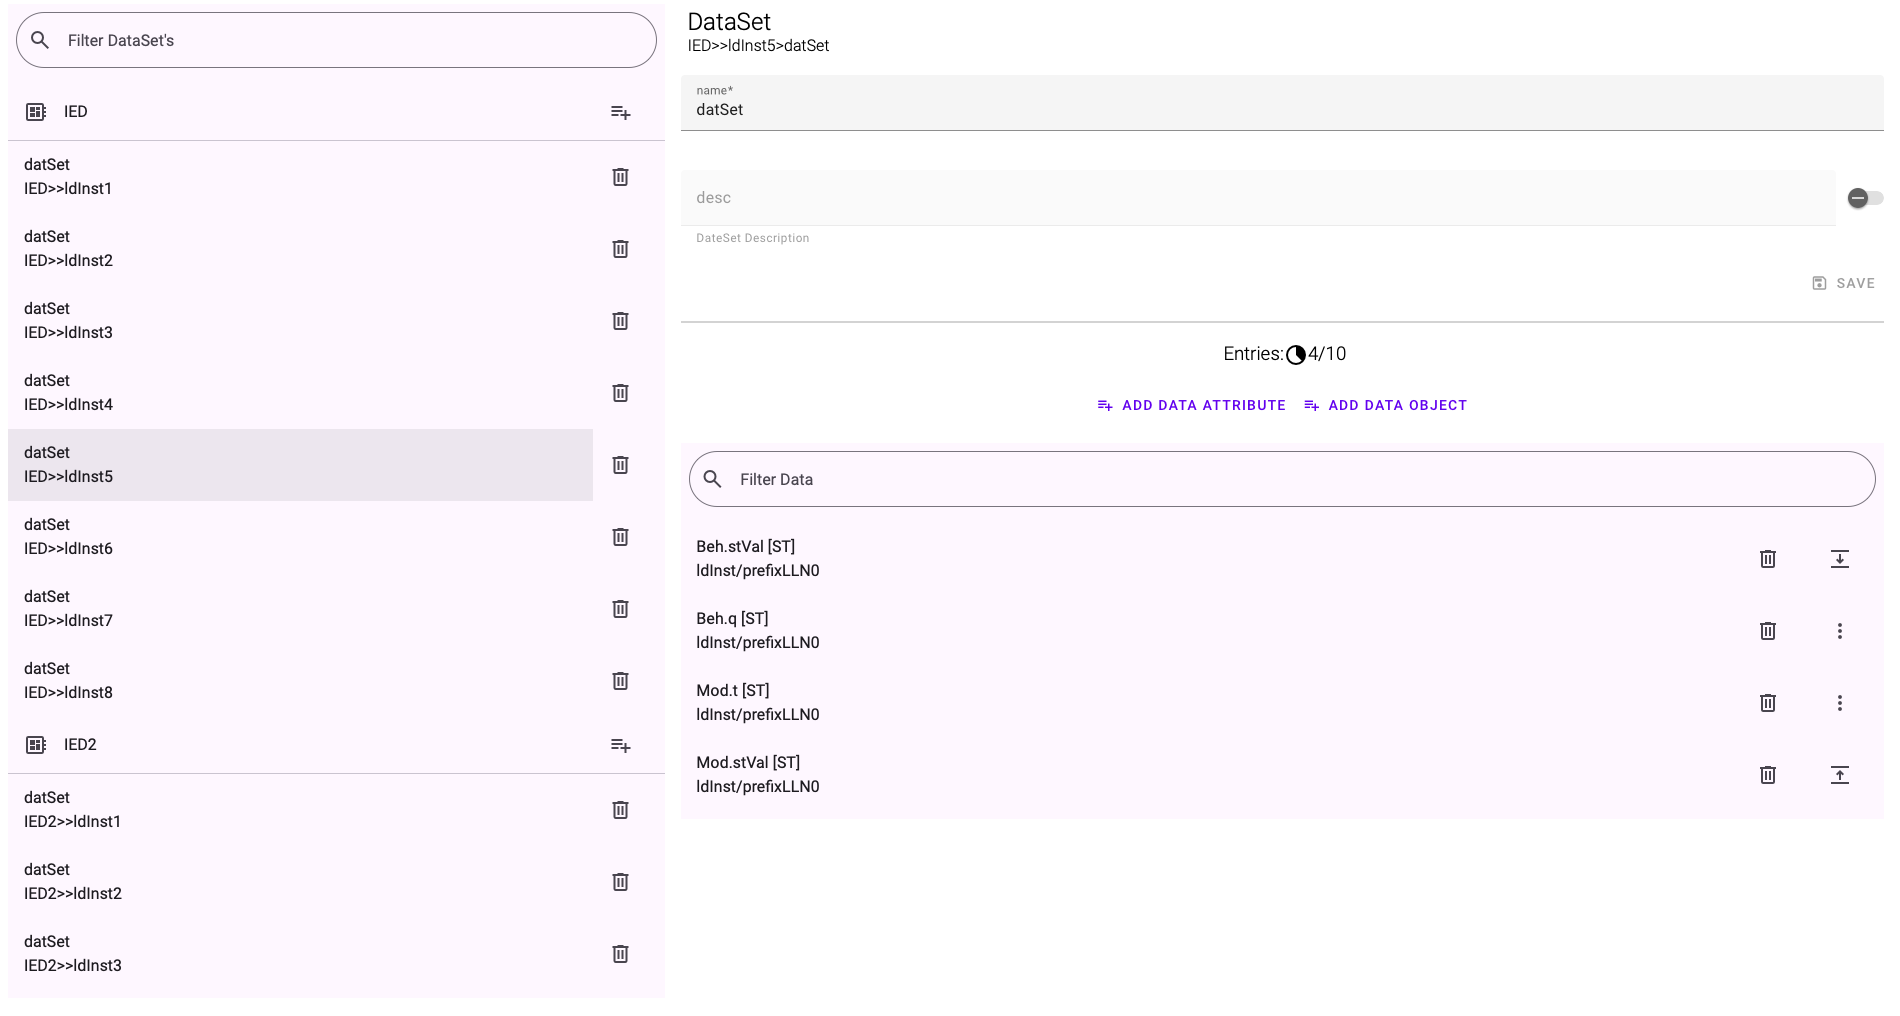 Filter DataSet's
IED
datSet
IED>>ldInst1
datSet
IED>>ldInst2
datSet
IED>>ldInst3
datSet
IED>>ldInst4
datSet
IED>>ldInst5
datSet
IED>>ldInst6
datSet
IED>>ldInst7
datSet
IED>>ldInst8
IED2
datSet
IED2>>ldInst1
datSet
IED2>>ldInst2
datSet
IED2>>ldInst3
DataSet
IED>>ldInst5>datSet
name*
datSet
desc
DateSet Description
SAVE
Entries: 4/10
ADD DATA ATTRIBUTE ADD DATA OBJECT
Filter Data
Beh.stVal [ST]
ldInst/prefixLLN0
Beh.q [ST]
ldInst/prefixLLN0
Mod.t [ST]
ldInst/prefixLLN0
Mod.stVal [ST]
ldInst/prefixLLN0